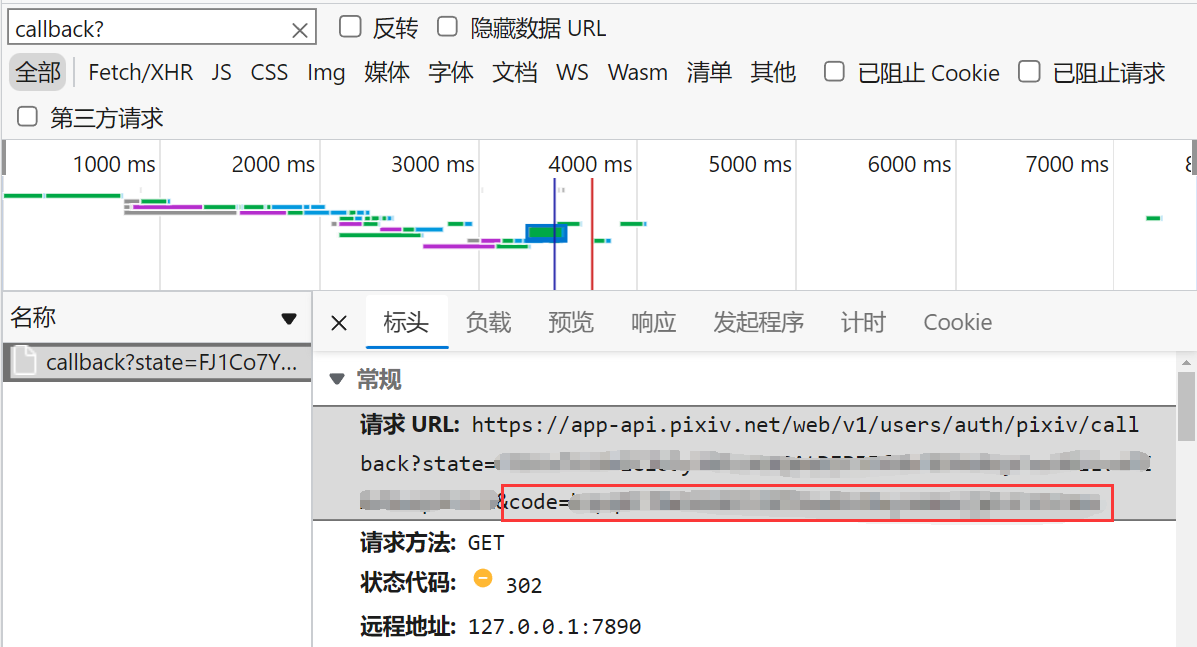 callback?
反转
隐藏数据 URL
全部 Fetch/XHR JS CSS Img 媒体 字体 文档 WS Wasm 清单 其他 已阻止 Cookie 已阻止请求
第三方请求
1000 ms 2000 ms 3000 ms 4000 ms 5000 ms 6000 ms 7000 ms
名称
标头 负载 预览 响应 发起程序 计时 Cookie
callback?state=FJ1Co7Y...
常规
请求 URL: https://app-api.pixiv.net/web/v1/users/auth/pixiv/call
back?state=
&code=
请求方法: GET
状态代码: 302
远程地址: 127.0.0.1:7890